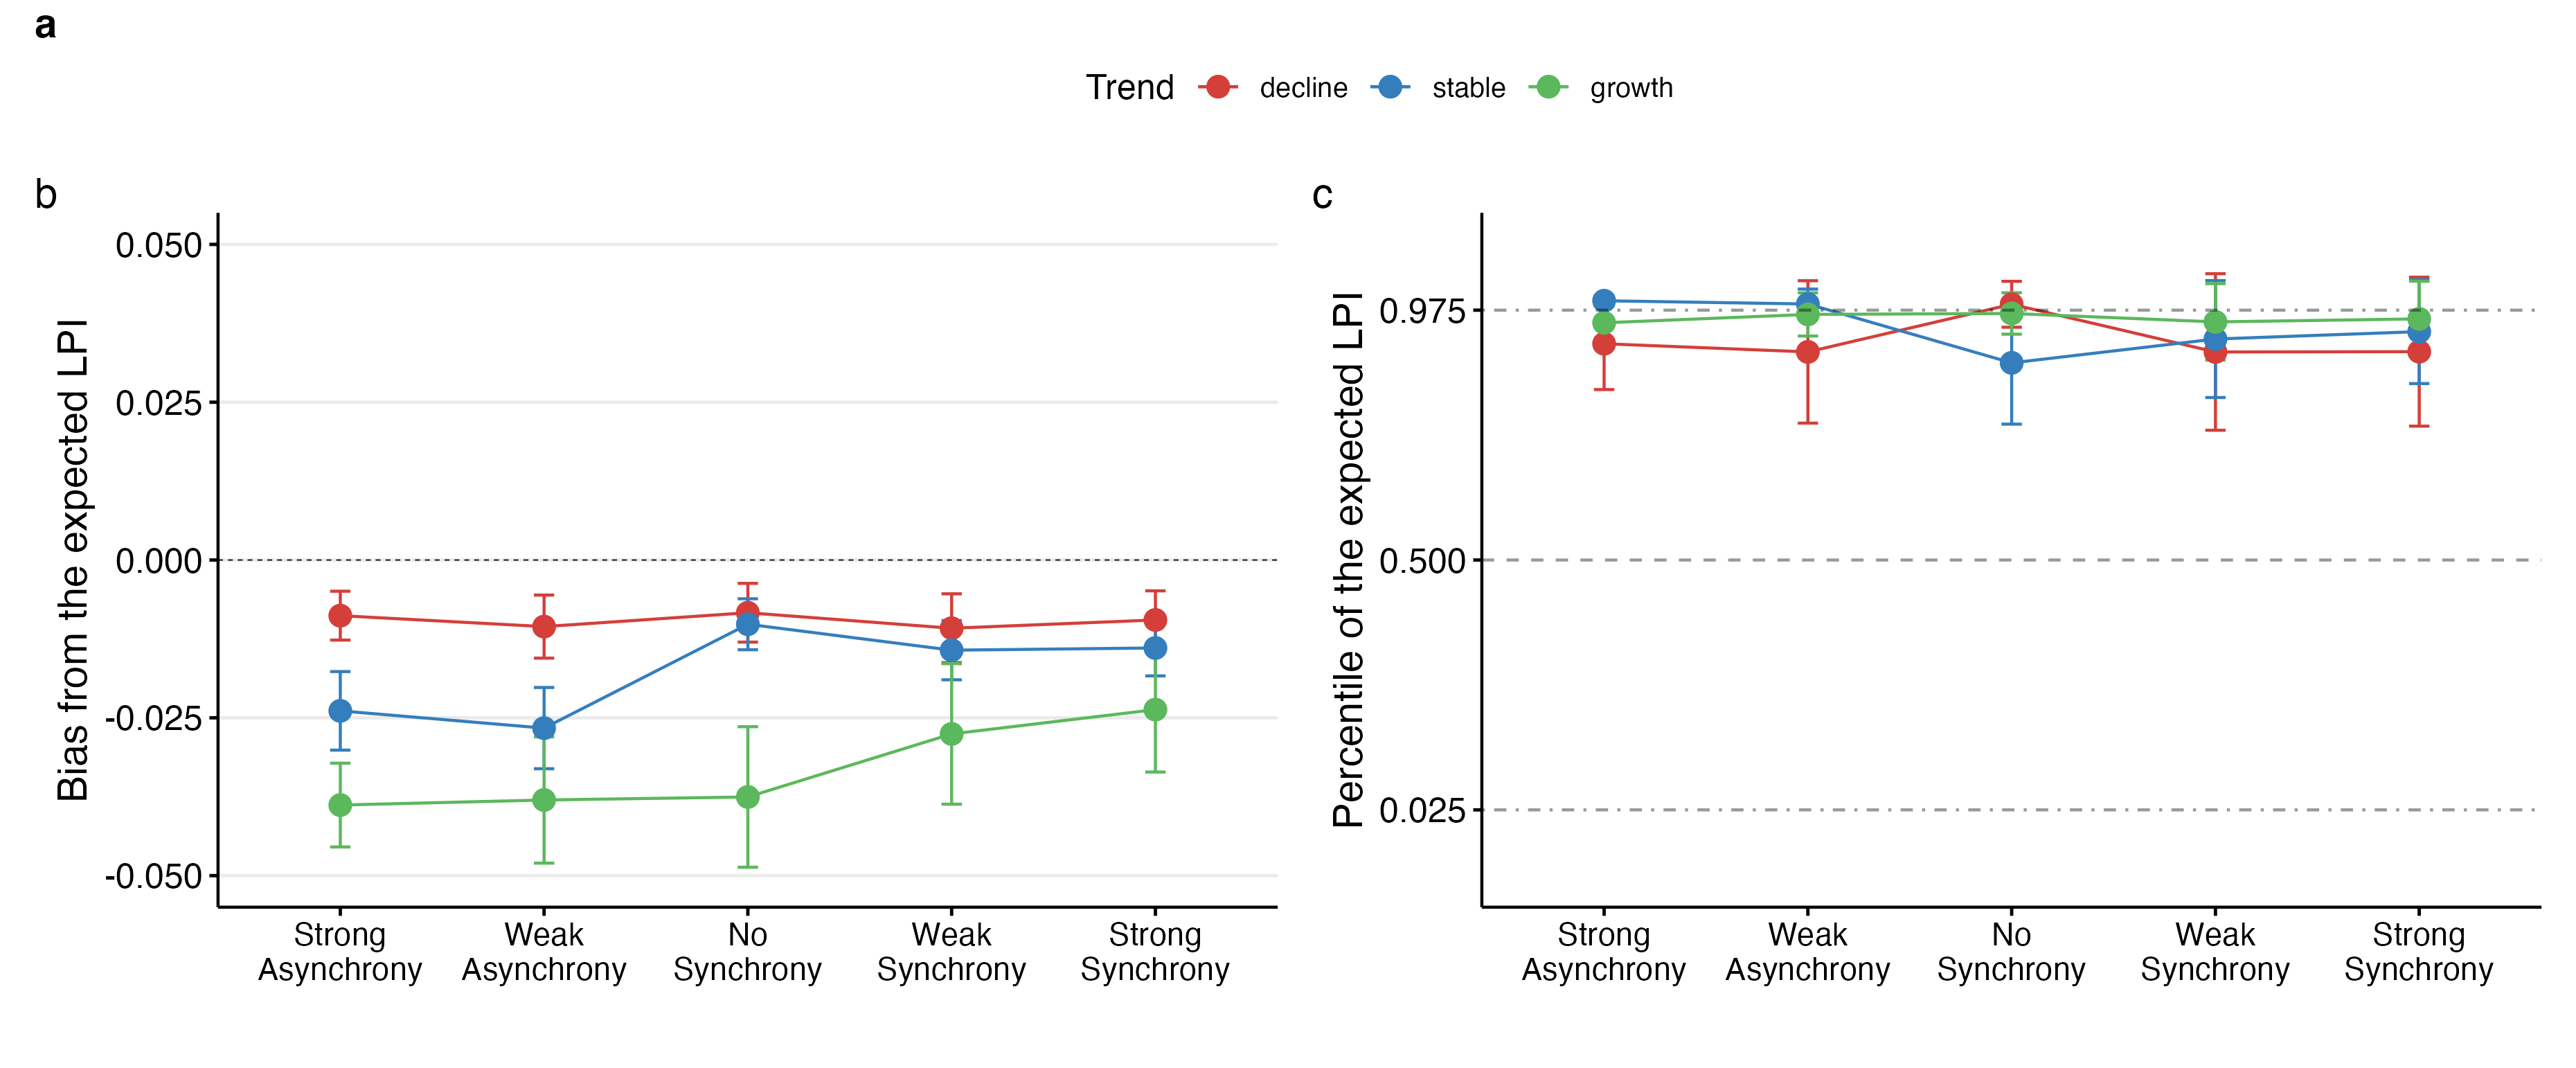 a
Trend decline stable growth
b
Bias from the expected LPI
0.050
0.025
0.000
-0.025
-0.050
Strong Asynchrony
Weak Asynchrony
No Synchrony
Weak Synchrony
Strong Synchrony
c
Percentile of the expected LPI
0.975
0.500
0.025
Strong Asynchrony
Weak Asynchrony
No Synchrony
Weak Synchrony
Strong Synchrony